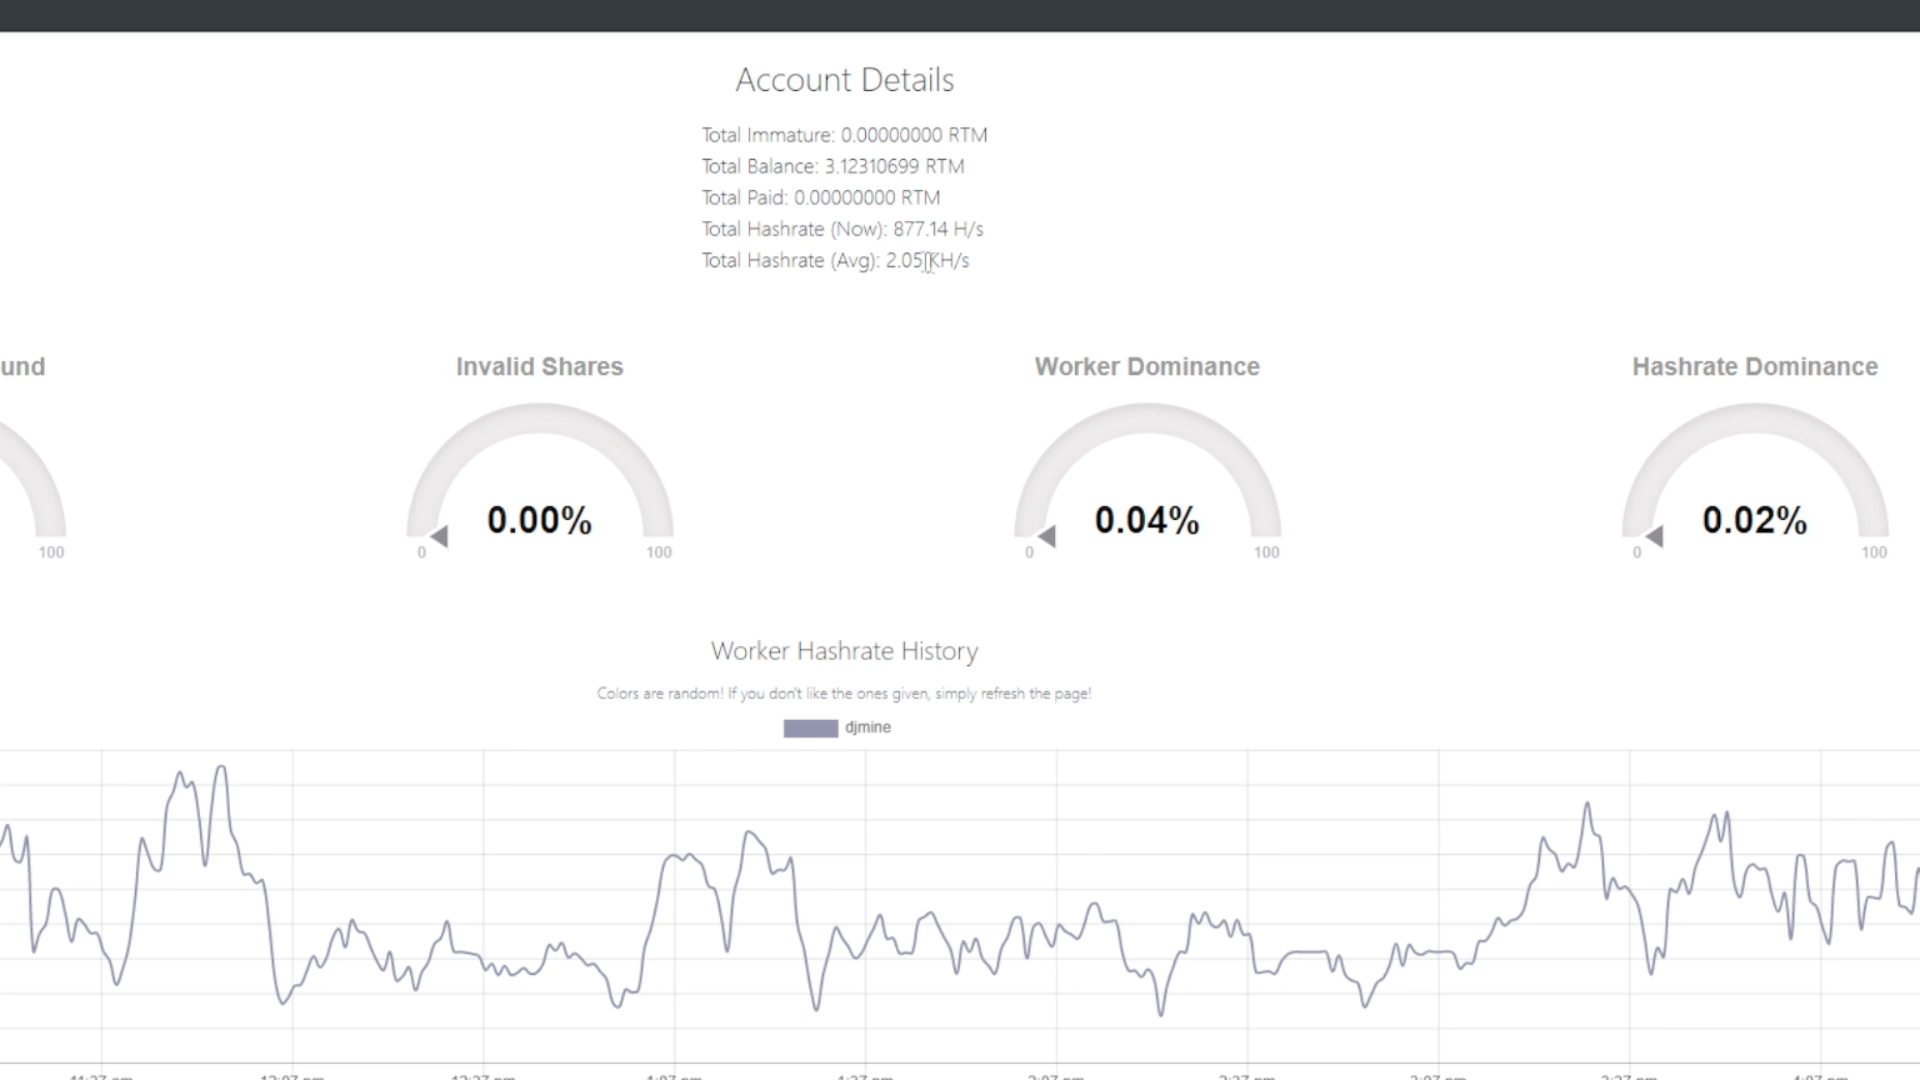 Account Details
Total Immature: 0.00000000 RTM
Total Balance: 3.12310699 RTM
Total Paid: 0.00000000 RTM
Total Hashrate (Now): 877.14 H/s
Total Hashrate (Avg): 2.05 KH/s
und
Invalid Shares
Worker Dominance
Hashrate Dominance
0.00%
0.04%
0.02%
100
0
100
0
100
0
100
Worker Hashrate History
Colors are random! If you don't like the ones given, simply refresh the page!
djmine